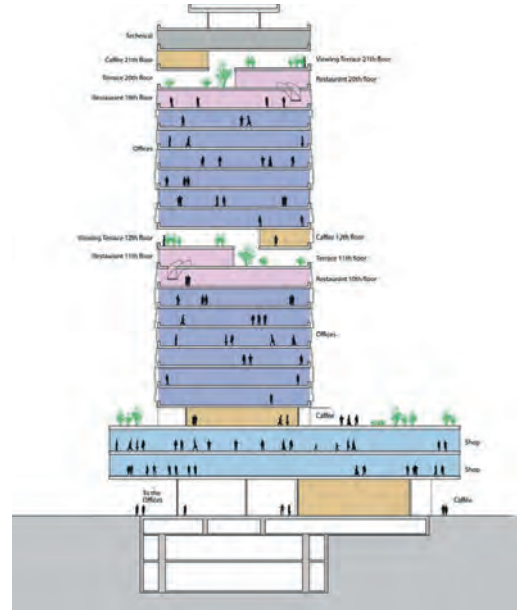 Technical
Caffee 21th floor
Viewing Terrace 21th floor
Terrace 20th floor
Restaurant 20th floor
Restaurant 19th floor
Offices
Viewing Terrace 12th floor
Caffee 12th floor
Restaurant 11th floor
Terrace 11th floor
Restaurant 10th floor
Offices
Caffee
Shop
Shop
To the
Offices
Caffee